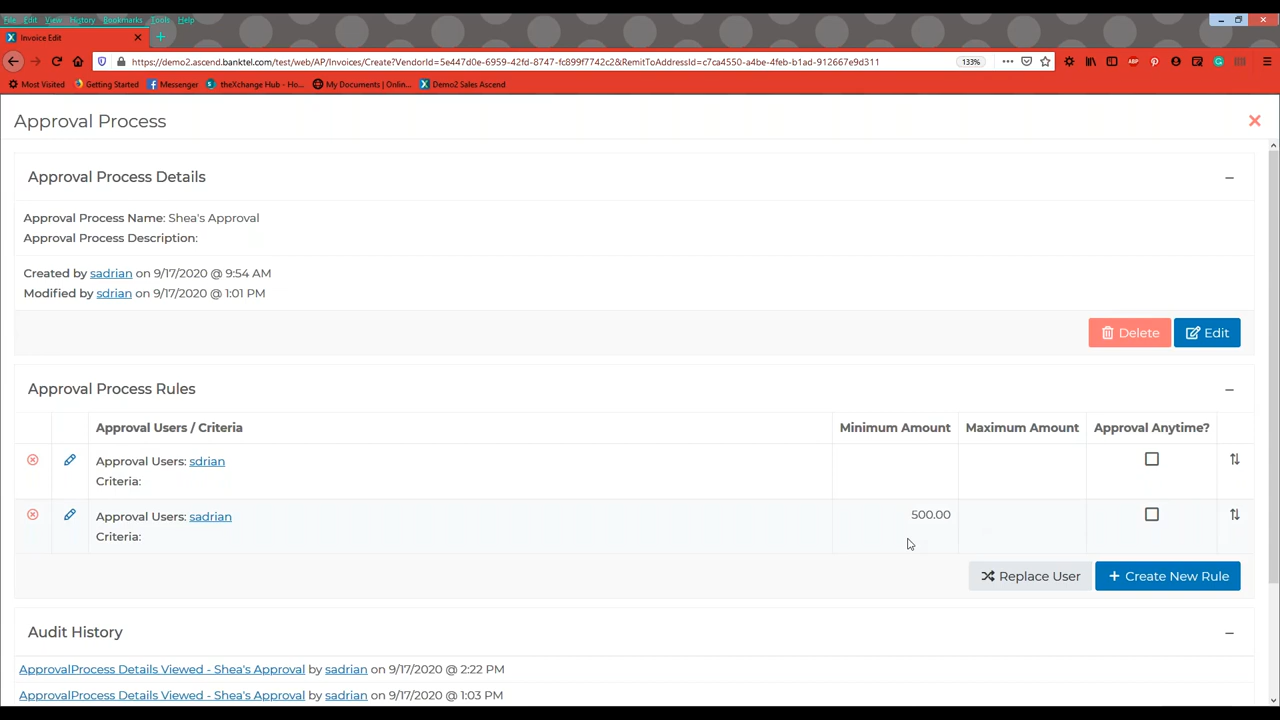 File Edit View History Bookmarks Tools Help
Invoice Edit
https://demo2.ascend.banktel.com/test/web/AP/Invoices/Create?VendorId=5e447d0e-6959-42fd-8747-fc899f7742c2&RemitToAddressId=c7ca4550-a4be-4feb-b1ad-912667e9d311 133%
Most Visited Getting Started Messenger theXchange Hub - Ho... My Documents | Onlin... Demo2 Sales Ascend
Approval Process
Approval Process Details
Approval Process Name: Shea's Approval
Approval Process Description:
Created by sadrian on 9/17/2020 @ 9:54 AM
Modified by sdrian on 9/17/2020 @ 1:01 PM
Delete Edit
Approval Process Rules
Approval Users / Criteria Minimum Amount Maximum Amount Approval Anytime?
Approval Users: sdrian
Criteria:
Approval Users: sadrian 500.00
Criteria:
Replace User + Create New Rule
Audit History
ApprovalProcess Details Viewed - Shea's Approval by sadrian on 9/17/2020 @ 2:22 PM
ApprovalProcess Details Viewed - Shea's Approval by sadrian on 9/17/2020 @ 1:03 PM